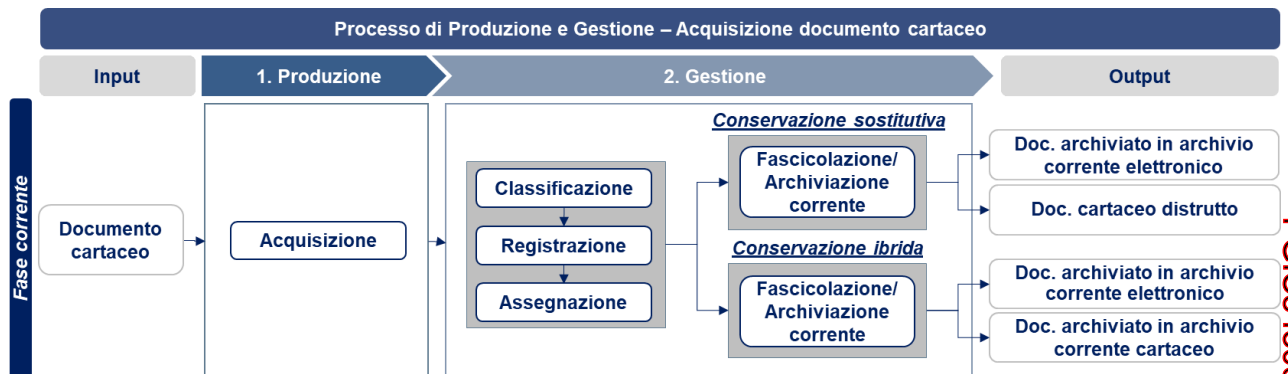 Processo di Produzione e Gestione – Acquisizione documento cartaceo
Input
1. Produzione
2. Gestione
Output
Fase corrente
Documento
cartaceo
Acquisizione
Classificazione
Registrazione
Assegnazione
Conservazione sostitutiva
Fascicolazione/
Archiviazione
corrente
Conservazione ibrida
Fascicolazione/
Archiviazione
corrente
Doc. archiviato in archivio
corrente elettronico
Doc. cartaceo distrutto
Doc. archiviato in archivio
corrente elettronico
Doc. archiviato in archivio
corrente cartaceo